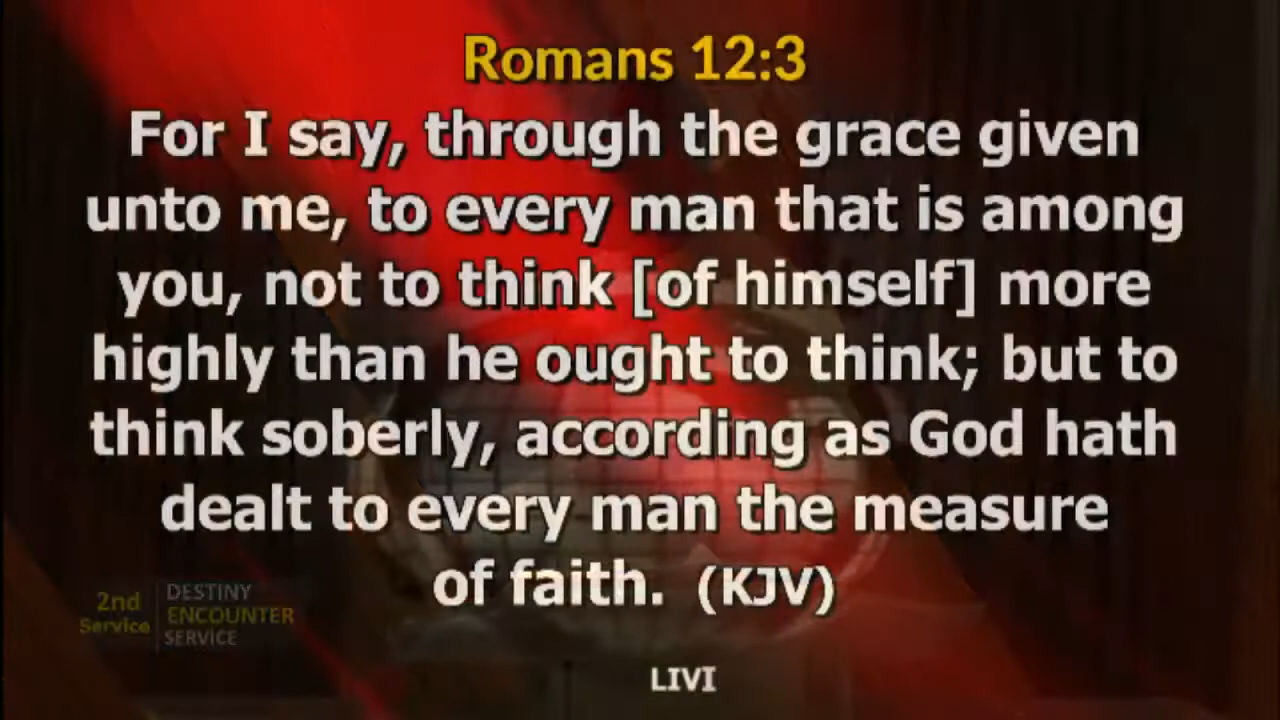 Romans 12:3
For I say, through the grace given
unto me, to every man that is among
you, not to think [of himself] more
highly than he ought to think; but to
think soberly, according as God hath
dealt to every man the measure
of faith. (KJV)
2nd
Service
DESTINY
ENCOUNTER
SERVICE
LIVI